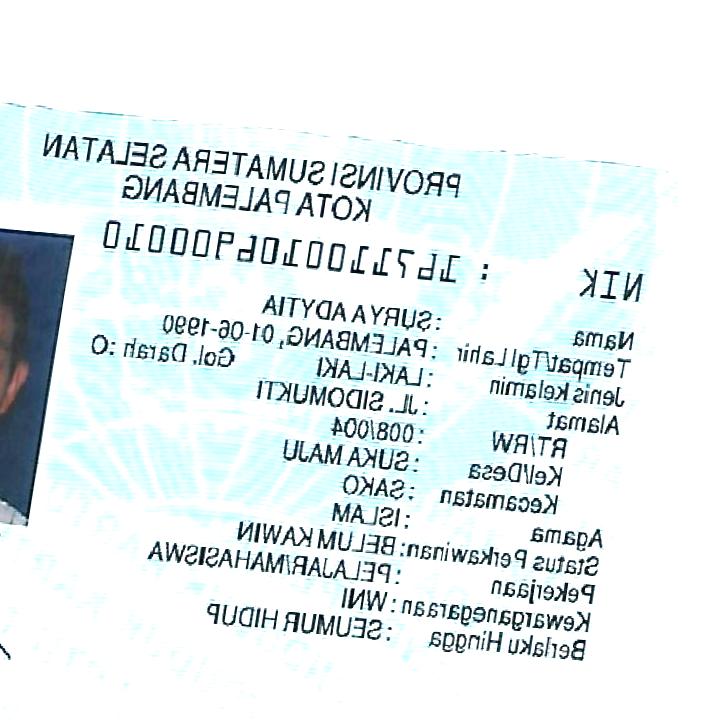 PROVINSI SUMATERA SELATAN
KOTA PALEMBANG
NIK : 1671100106900010
Nama : SURYA ADYTIA
Tempat/Tgl Lahir : PALEMBANG, 01-06-1990
Jenis kelamin : LAKI-LAKI Gol. Darah :O
Alamat : JL. SIDOMUKTI
RT/RW : 008/004
Kel/Desa : SUKA MAJU
Kecamatan : SAKO
Agama : ISLAM
Status Perkawinan: BELUM KAWIN
Pekerjaan : PELAJAR/MAHASISWA
Kewarganegaraan : WNI
Berlaku Hingga : SEUMUR HIDUP